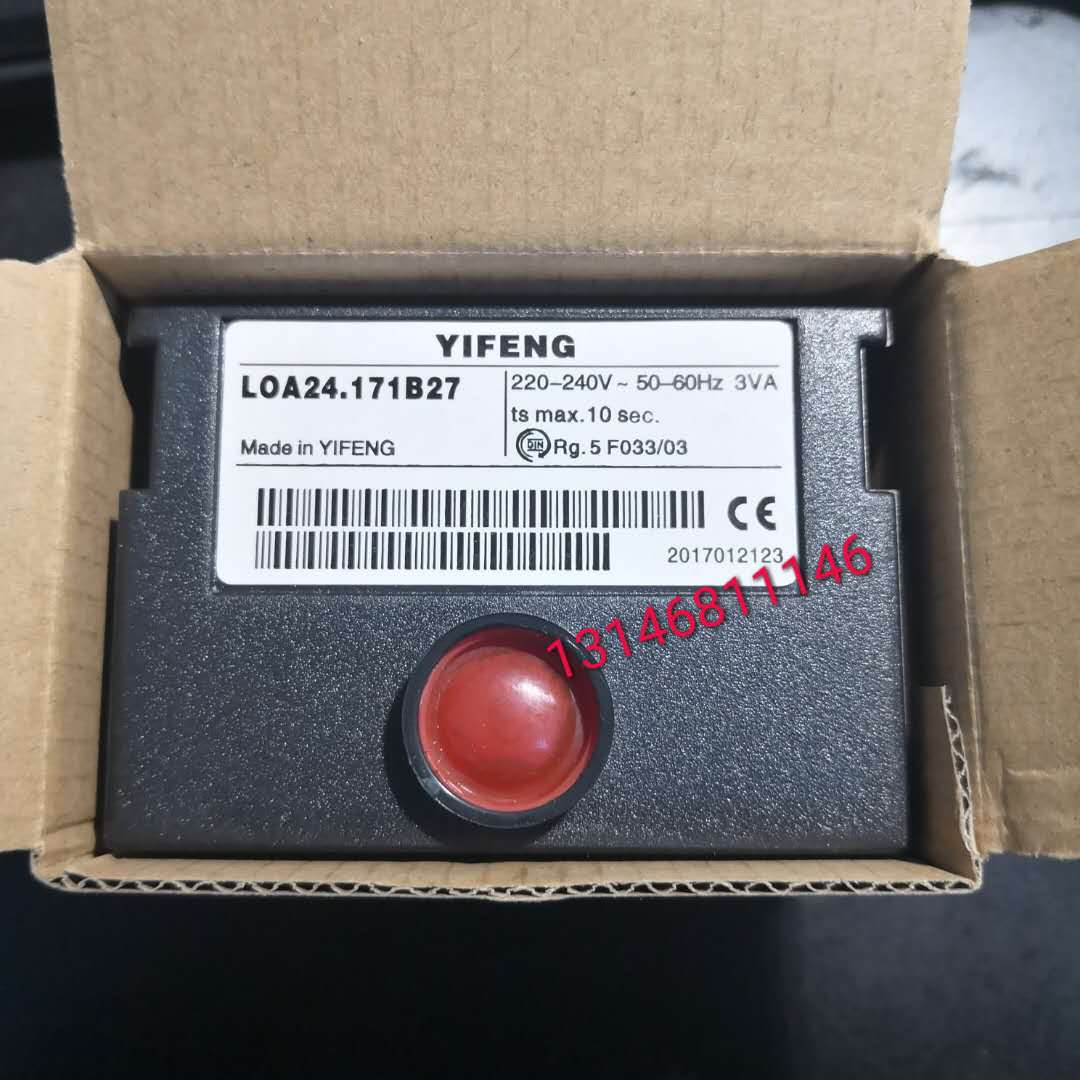 YIFENG
LOA24.171B27
220-240V~ 50-60Hz 3VA
ts max.10 sec.
Made in YIFENG
DIN Rg.5 F033/03
CE
2017012123
13146811146